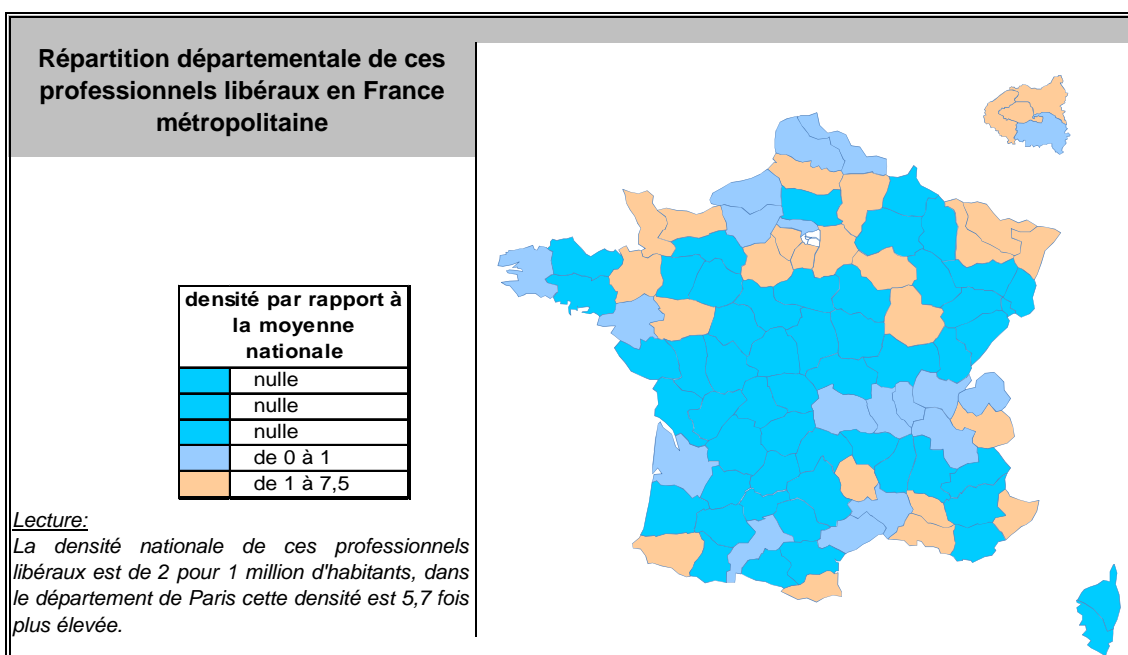 Répartition départementale de ces
professionnels libéraux en France
métropolitaine
densité par rapport à
la moyenne
nationale
nulle
nulle
nulle
de 0 à 1
de 1 à 7,5
Lecture:
La densité nationale de ces professionnels
libéraux est de 2 pour 1 million d'habitants, dans
le département de Paris cette densité est 5,7 fois
plus élevée.